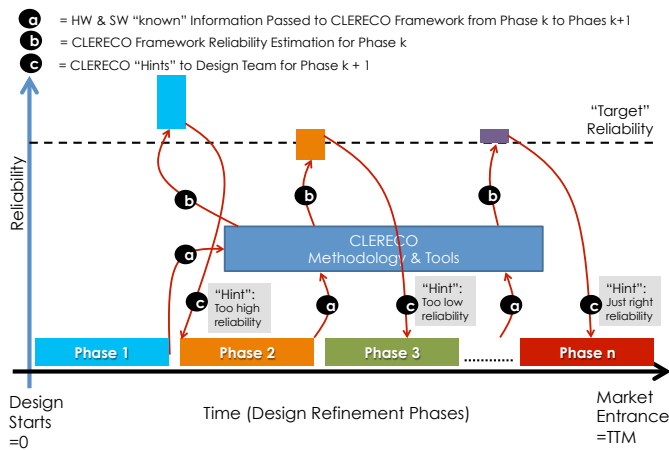 a = HW & SW “known” Information Passed to CLERECO Framework from Phase k to Phaes k+1
b = CLERECO Framework Reliability Estimation for Phase k
c = CLERECO “Hints” to Design Team for Phase k + 1
“Target”
Reliability
Reliability
b
b
b
CLERECO
Methodology & Tools
a
“Hint”:
Too high
reliability
c
a
“Hint”:
Too low
reliability
c
a
“Hint”:
Just right
reliability
c
Phase 1
Phase 2
Phase 3
..........
Phase n
Design
Starts
=0
Time (Design Refinement Phases)
Market
Entrance
=TTM